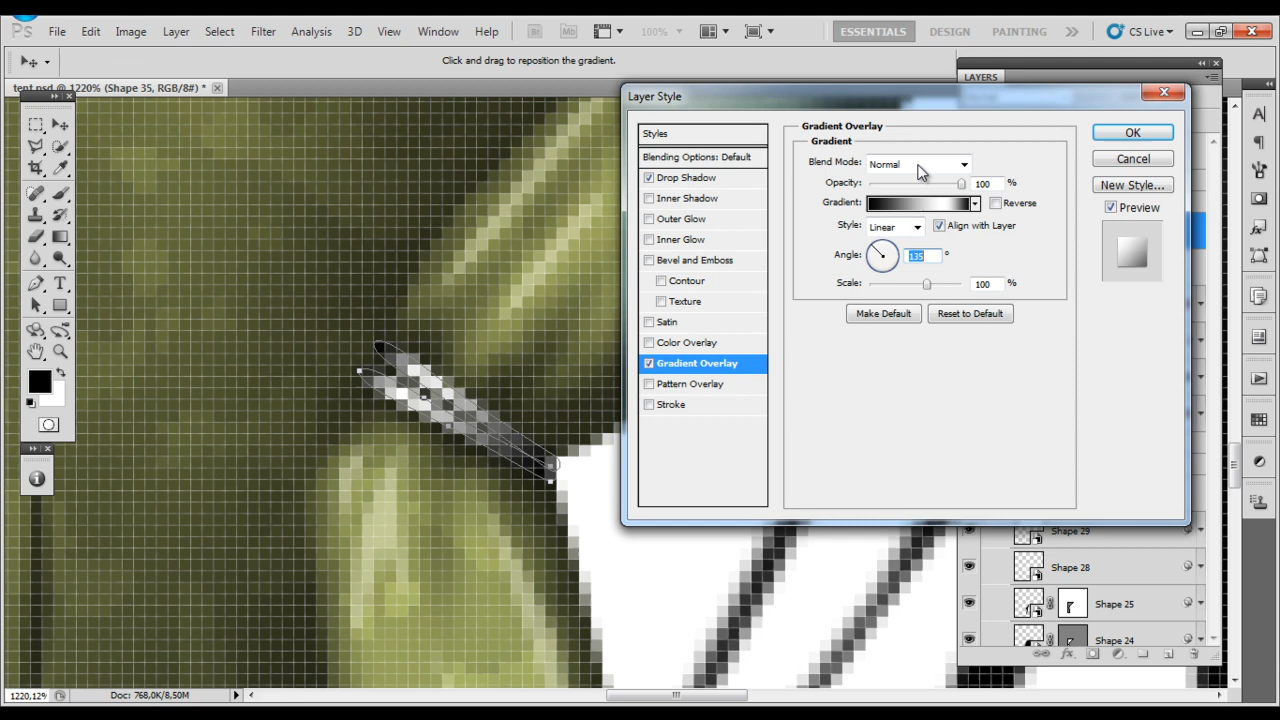 Ps File Edit Image Layer Select Filter Analysis 3D View Window Help Br Mb 100% ESSENTIALS DESIGN PAINTING CS Live
Click and drag to reposition the gradient.
tent.psd @ 1220% (Shape 35, RGB/8#) *
LAYERS
Layer Style
Styles
Blending Options: Default
Drop Shadow
Inner Shadow
Outer Glow
Inner Glow
Bevel and Emboss
Contour
Texture
Satin
Color Overlay
Gradient Overlay
Pattern Overlay
Stroke
Gradient Overlay
Gradient
Blend Mode: Normal
Opacity: 100 %
Gradient: Reverse
Style: Linear Align with Layer
Angle: 135 °
Scale: 100 %
Make Default Reset to Default
OK
Cancel
New Style...
Preview
Shape 29
Shape 28
Shape 25
Shape 24
1220,12% Doc: 768,0K/8,50M